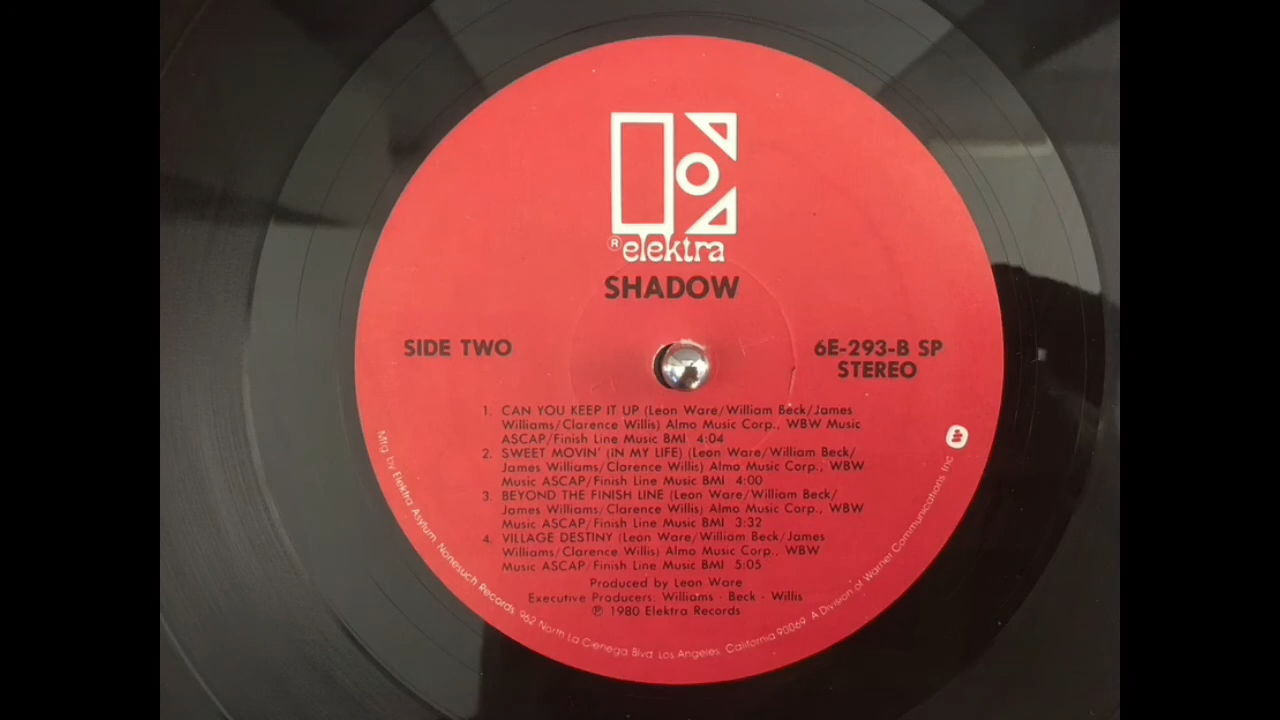 ® elektra
SHADOW
SIDE TWO
6E-293-B SP
STEREO
1. CAN YOU KEEP IT UP (Leon Ware/William Beck/James
Williams/Clarence Willis) Almo Music Corp., WBW Music
ASCAP/Finish Line Music BMI 4:04
2. SWEET MOVIN' (IN MY LIFE) (Leon Ware/William Beck/
James Williams/Clarence Willis) Almo Music Corp., WBW
Music ASCAP/Finish Line Music BMI 4:00
3. BEYOND THE FINISH LINE (Leon Ware/William Beck/
James Williams/Clarence Willis) Almo Music Corp., WBW
Music ASCAP/Finish Line Music BMI 3:32
4. VILLAGE DESTINY (Leon Ware/William Beck/James
Williams/Clarence Willis) Almo Music Corp., WBW
Music ASCAP/Finish Line Music BMI 5:05
Produced by Leon Ware
Executive Producers: Williams - Beck - Willis
℗ 1980 Elektra Records
Mfg. by Elektra Asylum, Nonesuch Records, 962 North La Cienega Blvd. Los Angeles, California 90069. A Division of Warner Communications Inc